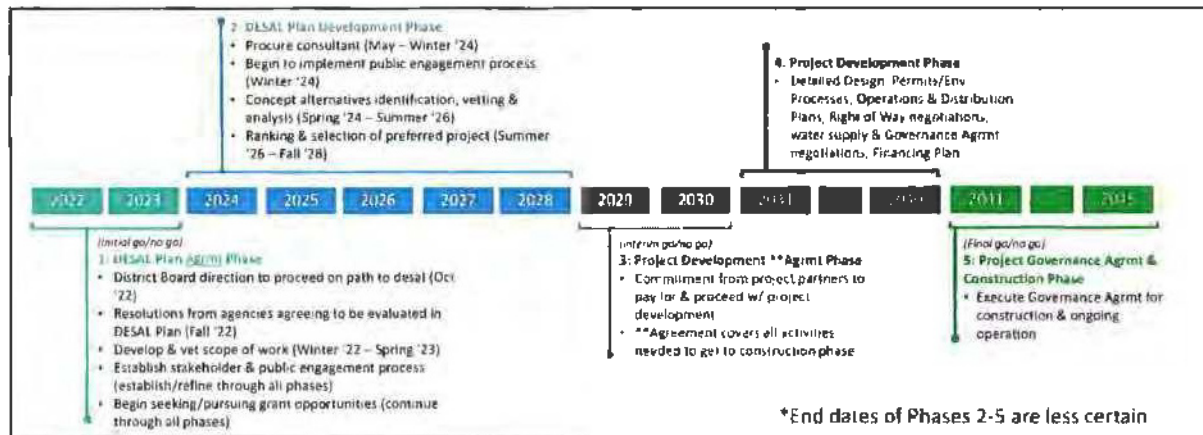 2: DESAL Plan Development Phase
• Procure consultant (May – Winter '24)
• Begin to implement public engagement process
(Winter '24)
• Concept alternatives identification, vetting &
analysis (Spring '24 – Summer '26)
• Ranking & selection of preferred project (Summer
'26 – Fall '28)
4. Project Development Phase
• Detailed Design, Permits/Env
Processes, Operations & Distribution
Plans, Right of Way negotiations,
water supply & Governance Agrmt
negotiations, Financing Plan
2022 2023 2024 2025 2026 2027 2028 2029 2030 2031
(Initial go/no go)
1: DESAL Plan Agrmt Phase
• District Board direction to proceed on path to desal (Oct
'22)
• Resolutions from agencies agreeing to be evaluated in
DESAL Plan (Fall '22)
• Develop & vet scope of work (Winter '22 – Spring '23)
• Establish stakeholder & public engagement process
(establish/refine through all phases)
• Begin seeking/pursuing grant opportunities (continue
through all phases)
(Interim go/no go)
3: Project Development **Agrmt Phase
• Commitment from project partners to
pay for & proceed w/ project
development
• **Agreement covers all activities
needed to get to construction phase
(Final go/no go)
5: Project Governance Agrmt &
Construction Phase
• Execute Governance Agrmt for
construction & ongoing
operation
*End dates of Phases 2-5 are less certain